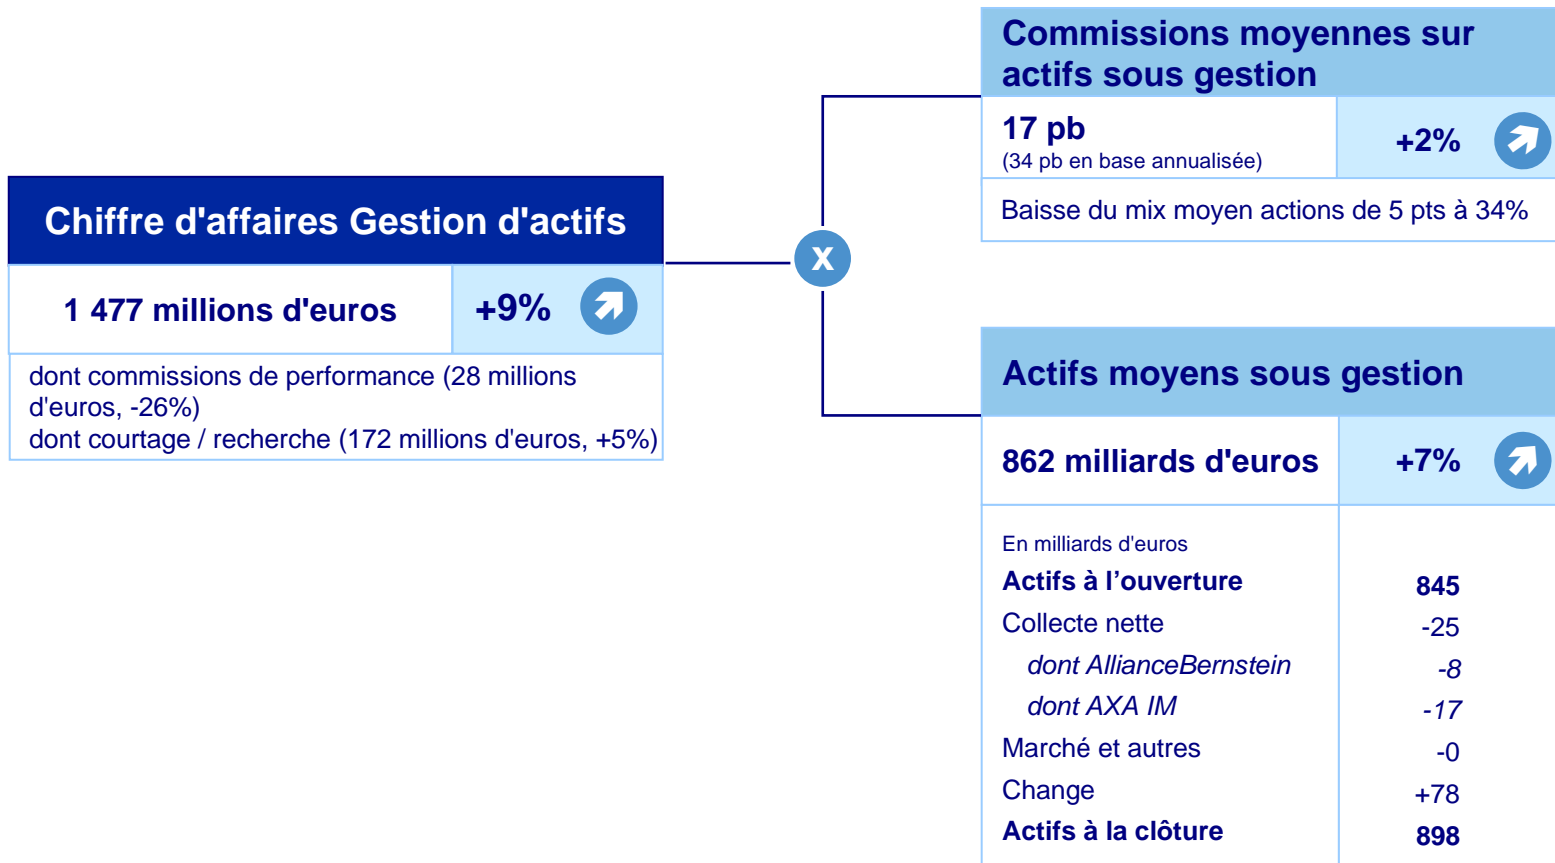 Chiffre d'affaires Gestion d'actifs
1 477 millions d'euros +9%
dont commissions de performance (28 millions
d'euros, -26%)
dont courtage / recherche (172 millions d'euros, +5%)
X
Commissions moyennes sur
actifs sous gestion
17 pb
(34 pb en base annualisée)
+2%
Baisse du mix moyen actions de 5 pts à 34%
Actifs moyens sous gestion
862 milliards d'euros +7%
En milliards d'euros
Actifs à l’ouverture 845
Collecte nette -25
dont AllianceBernstein -8
dont AXA IM -17
Marché et autres -0
Change +78
Actifs à la clôture 898